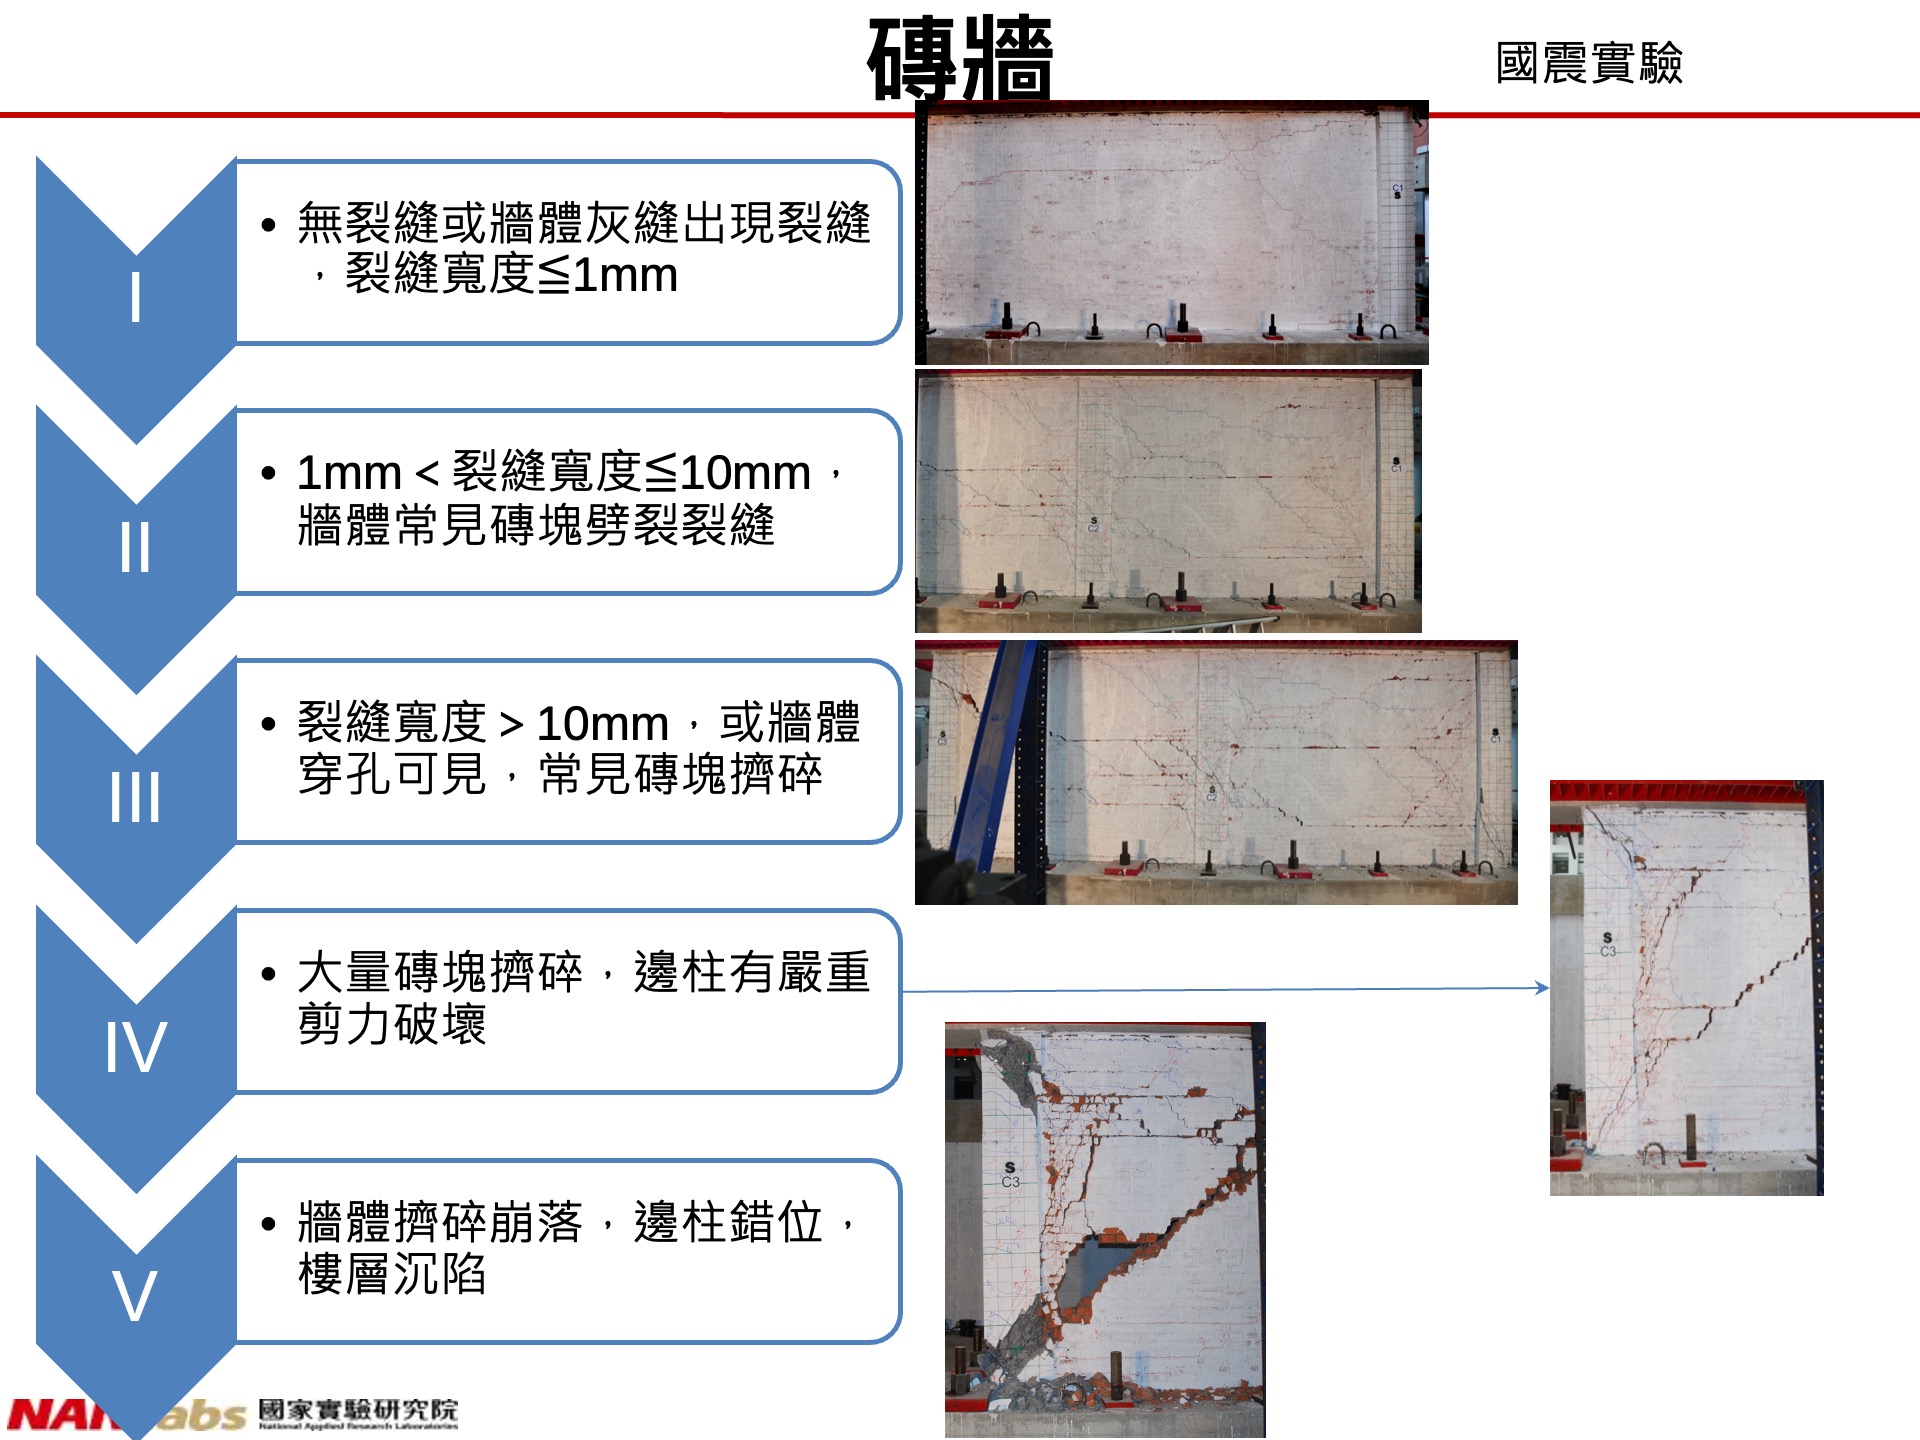 磚牆
國震實驗
I
• 無裂縫或牆體灰縫出現裂縫
，裂縫寬度≦1mm
II
• 1mm < 裂縫寬度≦10mm，
牆體常見磚塊劈裂裂縫
III
• 裂縫寬度 > 10mm，或牆體
穿孔可見，常見磚塊擠碎
IV
• 大量磚塊擠碎，邊柱有嚴重
剪力破壞
V
• 牆體擠碎崩落，邊柱錯位，
樓層沉陷
C1
S
S
C1
S
C2
S
C3
S
C1
S
C2
S
C3
S
C3
國家實驗研究院
National Applied Research Laboratories